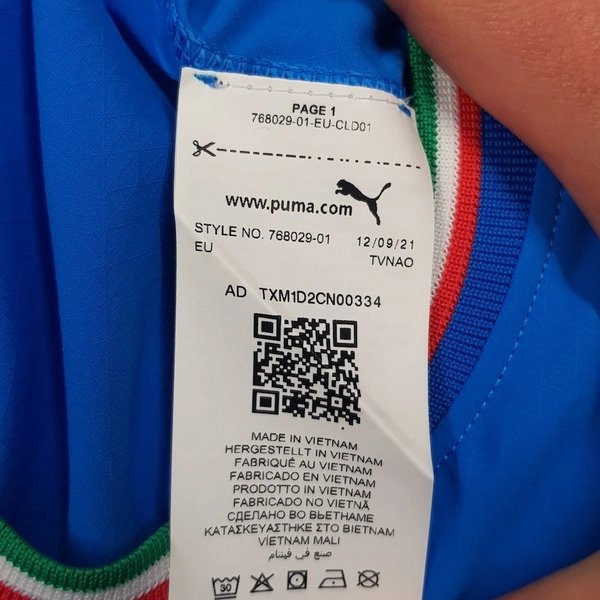 PAGE 1
768029-01-EU-CLD01
www.puma.com
STYLE NO. 768029-01 12/09/21
EU TVNAO
AD TXM1D2CN00334
MADE IN VIETNAM
HERGESTELLT IN VIETNAM
FABRIQUÉ AU VIETNAM
FABRICADO EN VIETNAM
PRODOTTO IN VIETNAM
FABRICADO NO VIETNÃ
СДЕЛАНО ВО ВЬЕТНАМЕ
ΚΑΤΑΣΚΕΥΑΣΤΗΚΕ ΣΤΟ ΒΙΕΤΝΑΜ
VİETNAM MALI
صنع في فيتنام
30